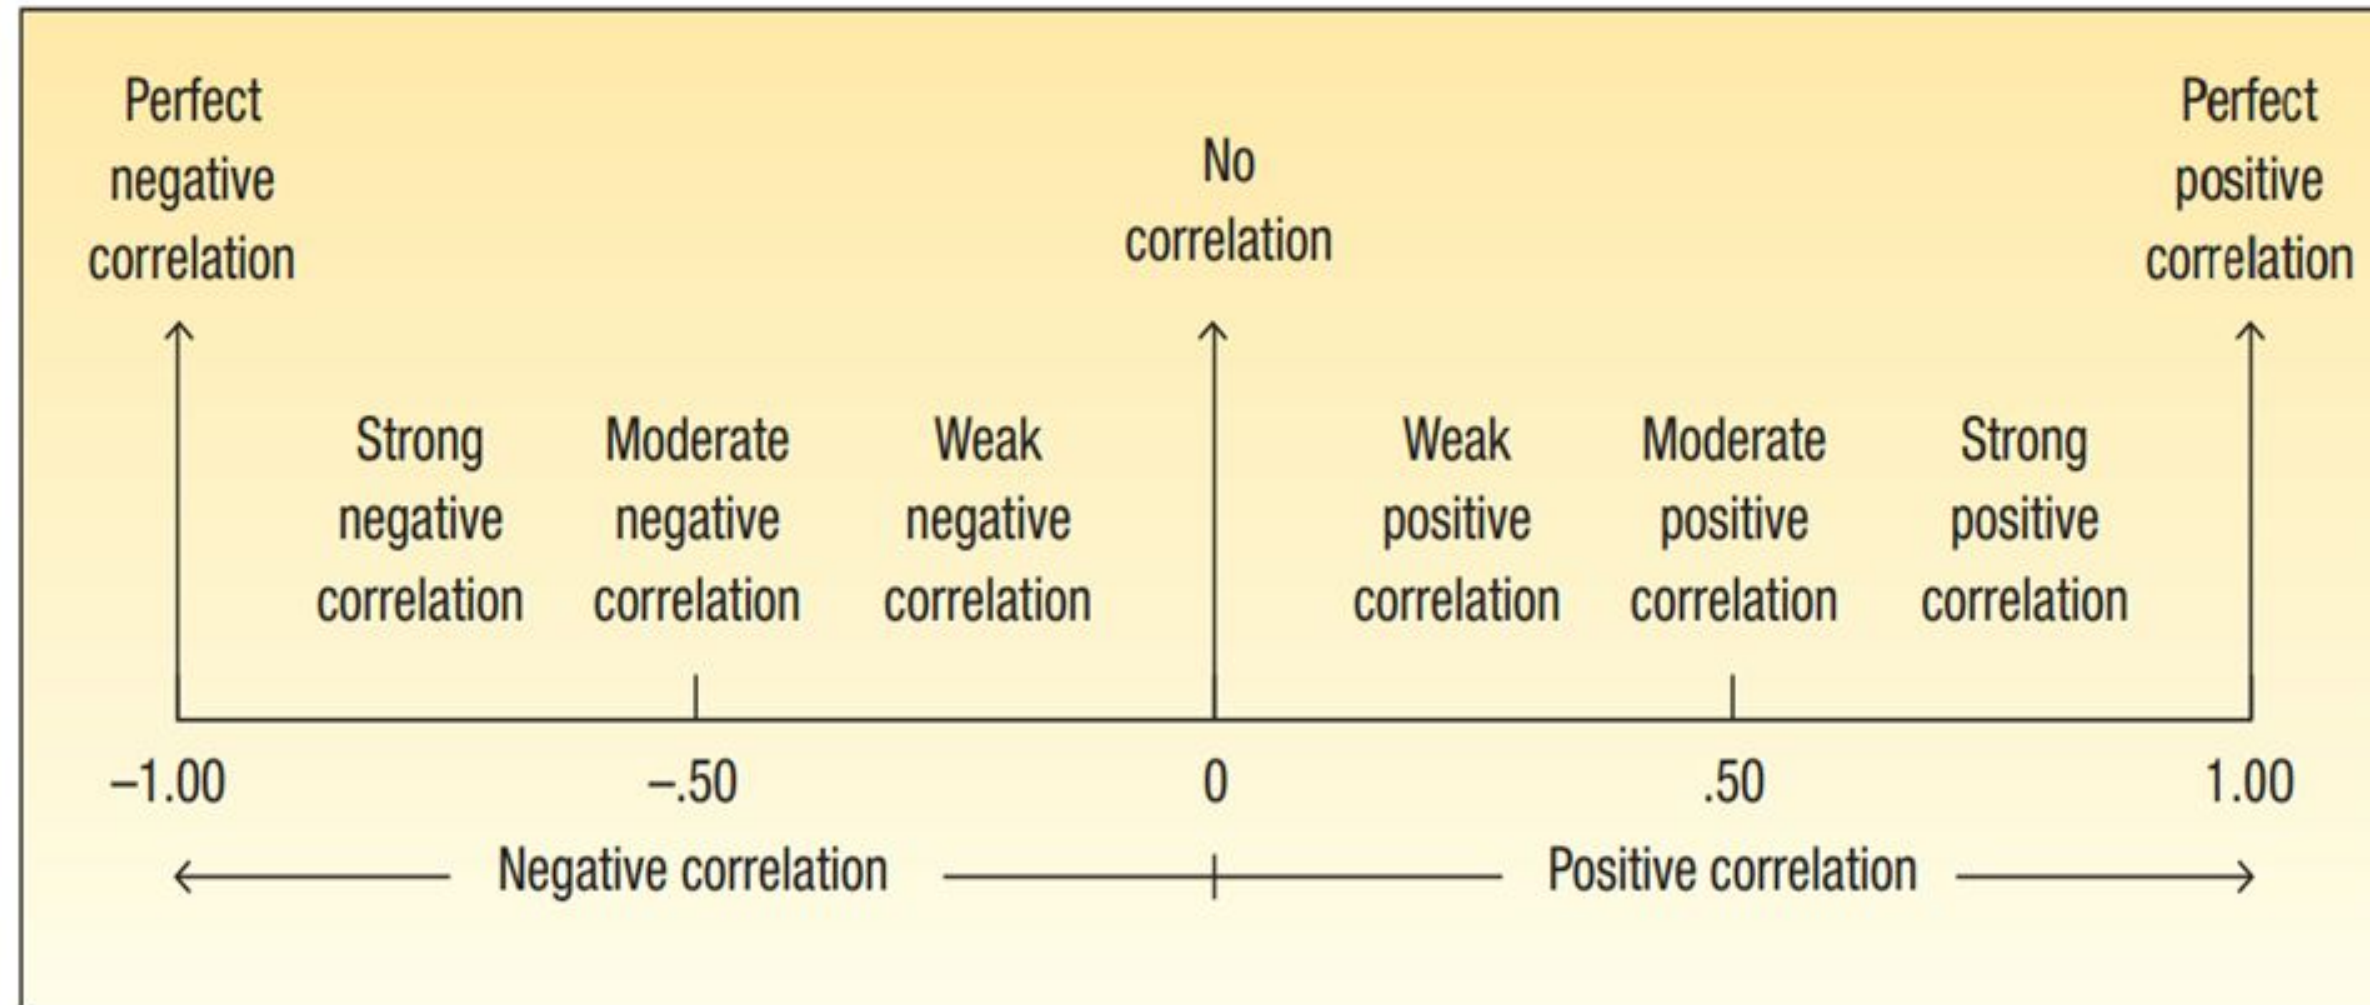 Perfect
negative
correlation
No
correlation
Perfect
positive
correlation
Strong
negative
correlation
Moderate
negative
correlation
Weak
negative
correlation
Weak
positive
correlation
Moderate
positive
correlation
Strong
positive
correlation
–1.00 –.50 0 .50 1.00
Negative correlation Positive correlation